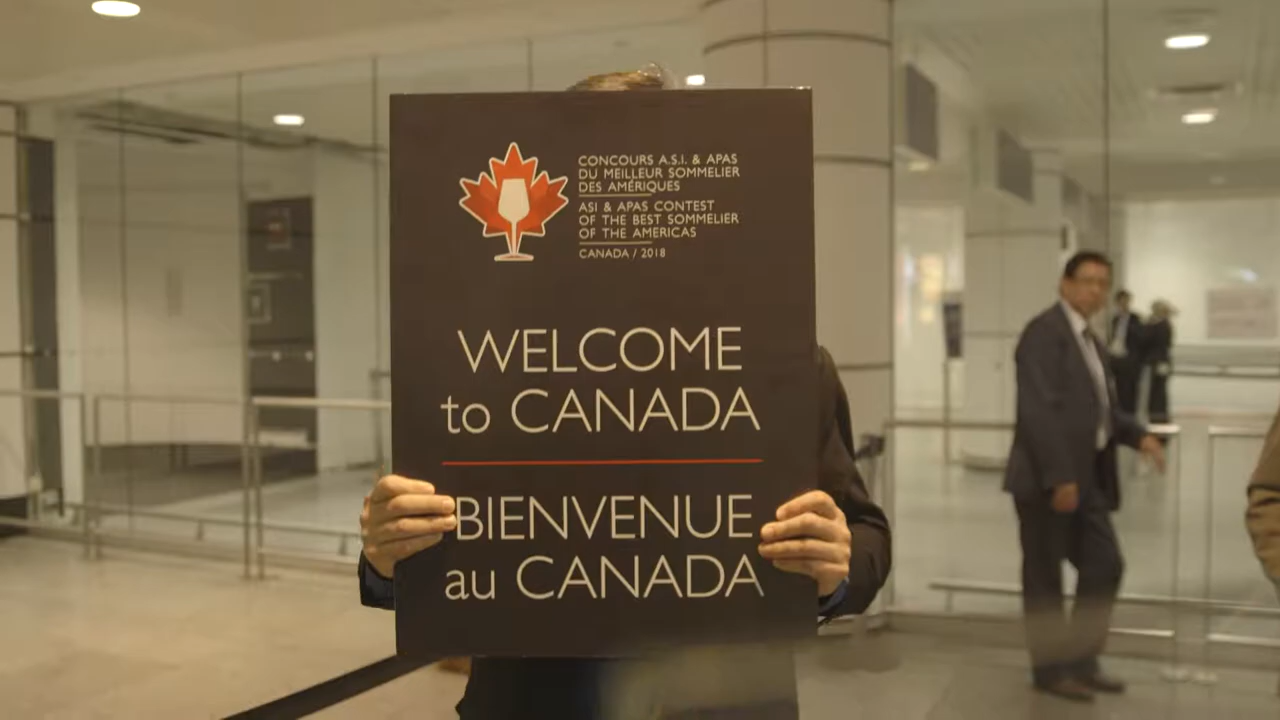 CONCOURS A.S.I. & APAS
DU MEILLEUR SOMMELIER
DES AMÉRIQUES
ASI & APAS CONTEST
OF THE BEST SOMMELIER
OF THE AMERICAS
CANADA / 2018
WELCOME
to CANADA
BIENVENUE
au CANADA